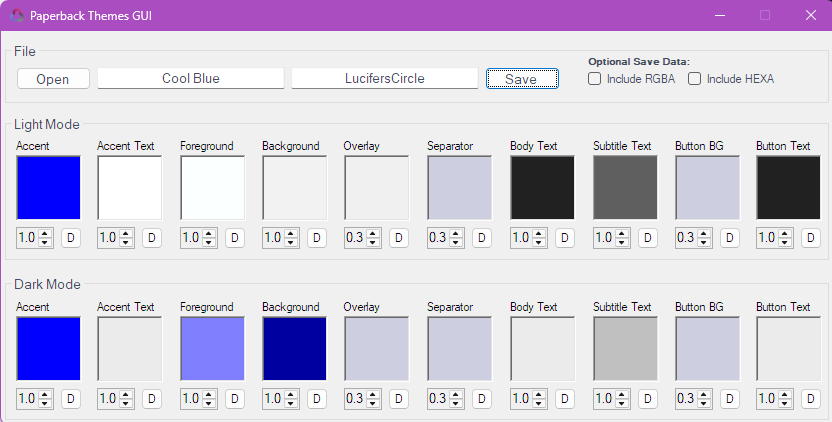 Paperback Themes GUI
File
Open Cool Blue LucifersCircle Save
Optional Save Data:
Include RGBA Include HEXA
Light Mode
Accent Accent Text Foreground Background Overlay Separator Body Text Subtitle Text Button BG Button Text
1.0 D 1.0 D 1.0 D 1.0 D 0.3 D 0.3 D 1.0 D 1.0 D 0.3 D 1.0 D
Dark Mode
Accent Accent Text Foreground Background Overlay Separator Body Text Subtitle Text Button BG Button Text
1.0 D 1.0 D 1.0 D 1.0 D 0.3 D 0.3 D 1.0 D 1.0 D 0.3 D 1.0 D